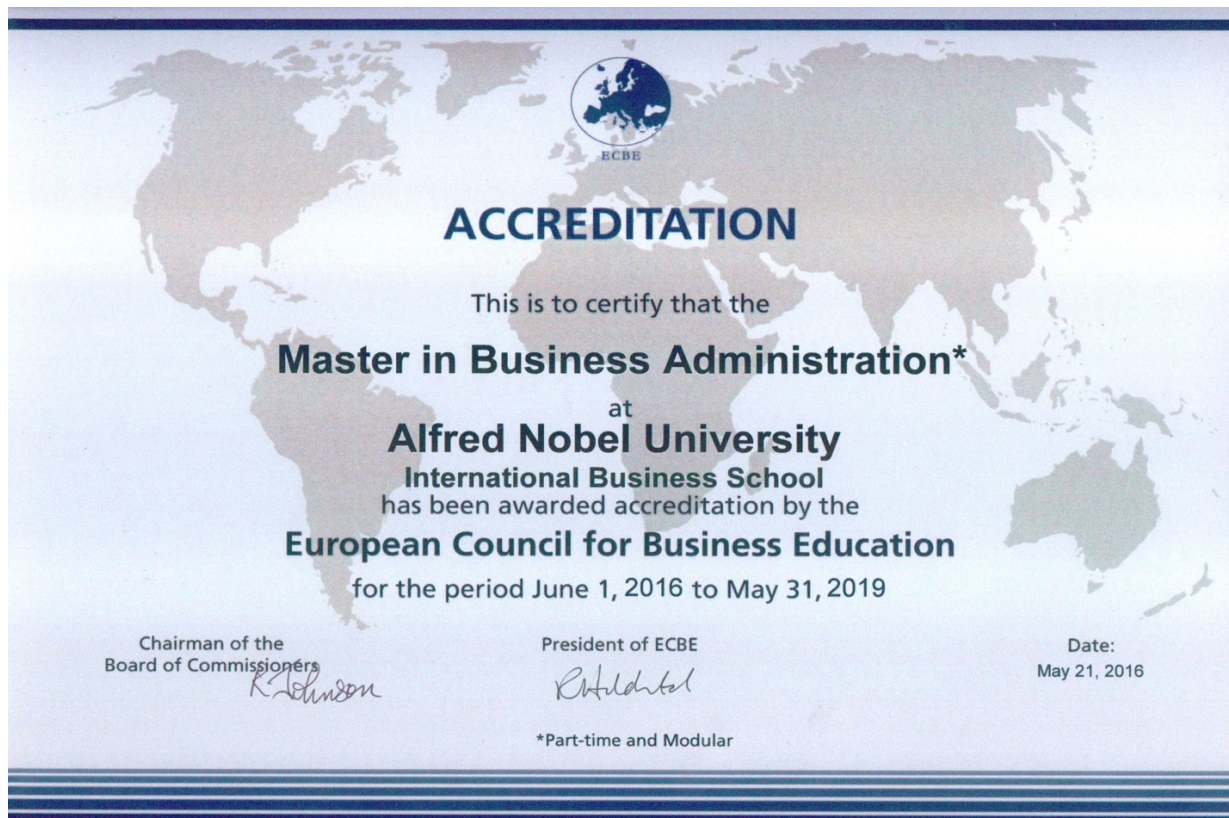 ECBE
ACCREDITATION
This is to certify that the
Master in Business Administration*
at
Alfred Nobel University
International Business School
has been awarded accreditation by the
European Council for Business Education
for the period June 1, 2016 to May 31, 2019
Chairman of the
Board of Commissioners
K Johnson
President of ECBE
Date:
May 21, 2016
*Part-time and Modular